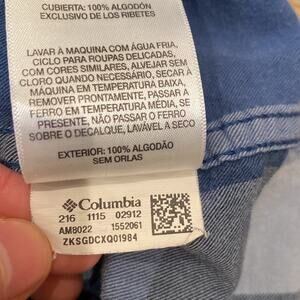 CUBIERTA: 100% ALGODÓN
EXCLUSIVO DE LOS RIBETES
LAVAR À MAQUINA COM ÁGUA FRIA,
CICLO PARA ROUPAS DELICADAS,
COM CORES SIMILARES, ALVEJAR SEM
CLORO QUANDO NECESSÁRIO, SECAR À
MÁQUINA EM TEMPERATURA BAIXA,
REMOVER PRONTAMENTE, PASSAR A
FERRO EM TEMPERATURA MÉDIA, SE
NECESSÁRIO, NÃO PASSAR O FERRO
SOBRE O DECALQUE, LAVÁVEL A SECO
EXTERIOR: 100% ALGODÃO
SEM ORLAS
Columbia
216 1115 02912
AM8022 1552061
ZKSGDCXQ01984